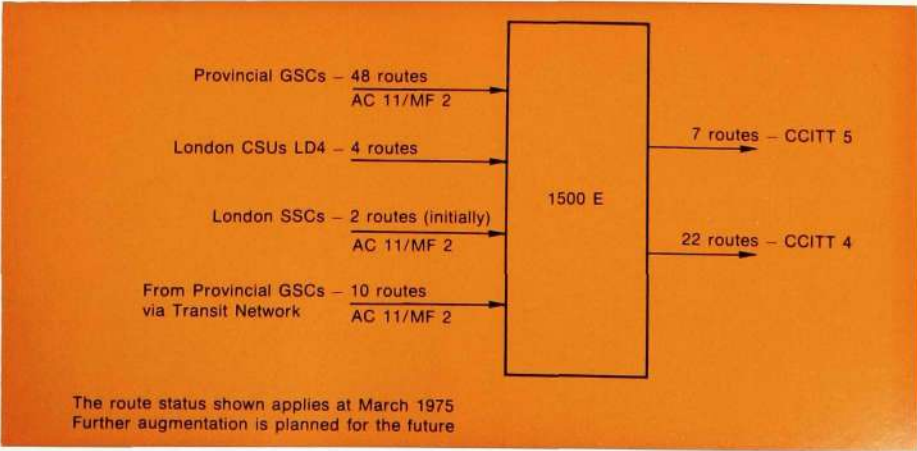 Provincial GSCs – 48 routes
AC 11/MF 2
London CSUs LD4 – 4 routes
London SSCs – 2 routes (initially)
AC 11/MF 2
From Provincial GSCs – 10 routes
via Transit Network
AC 11/MF 2
1500 E
7 routes – CCITT 5
22 routes – CCITT 4
The route status shown applies at March 1975
Further augmentation is planned for the future